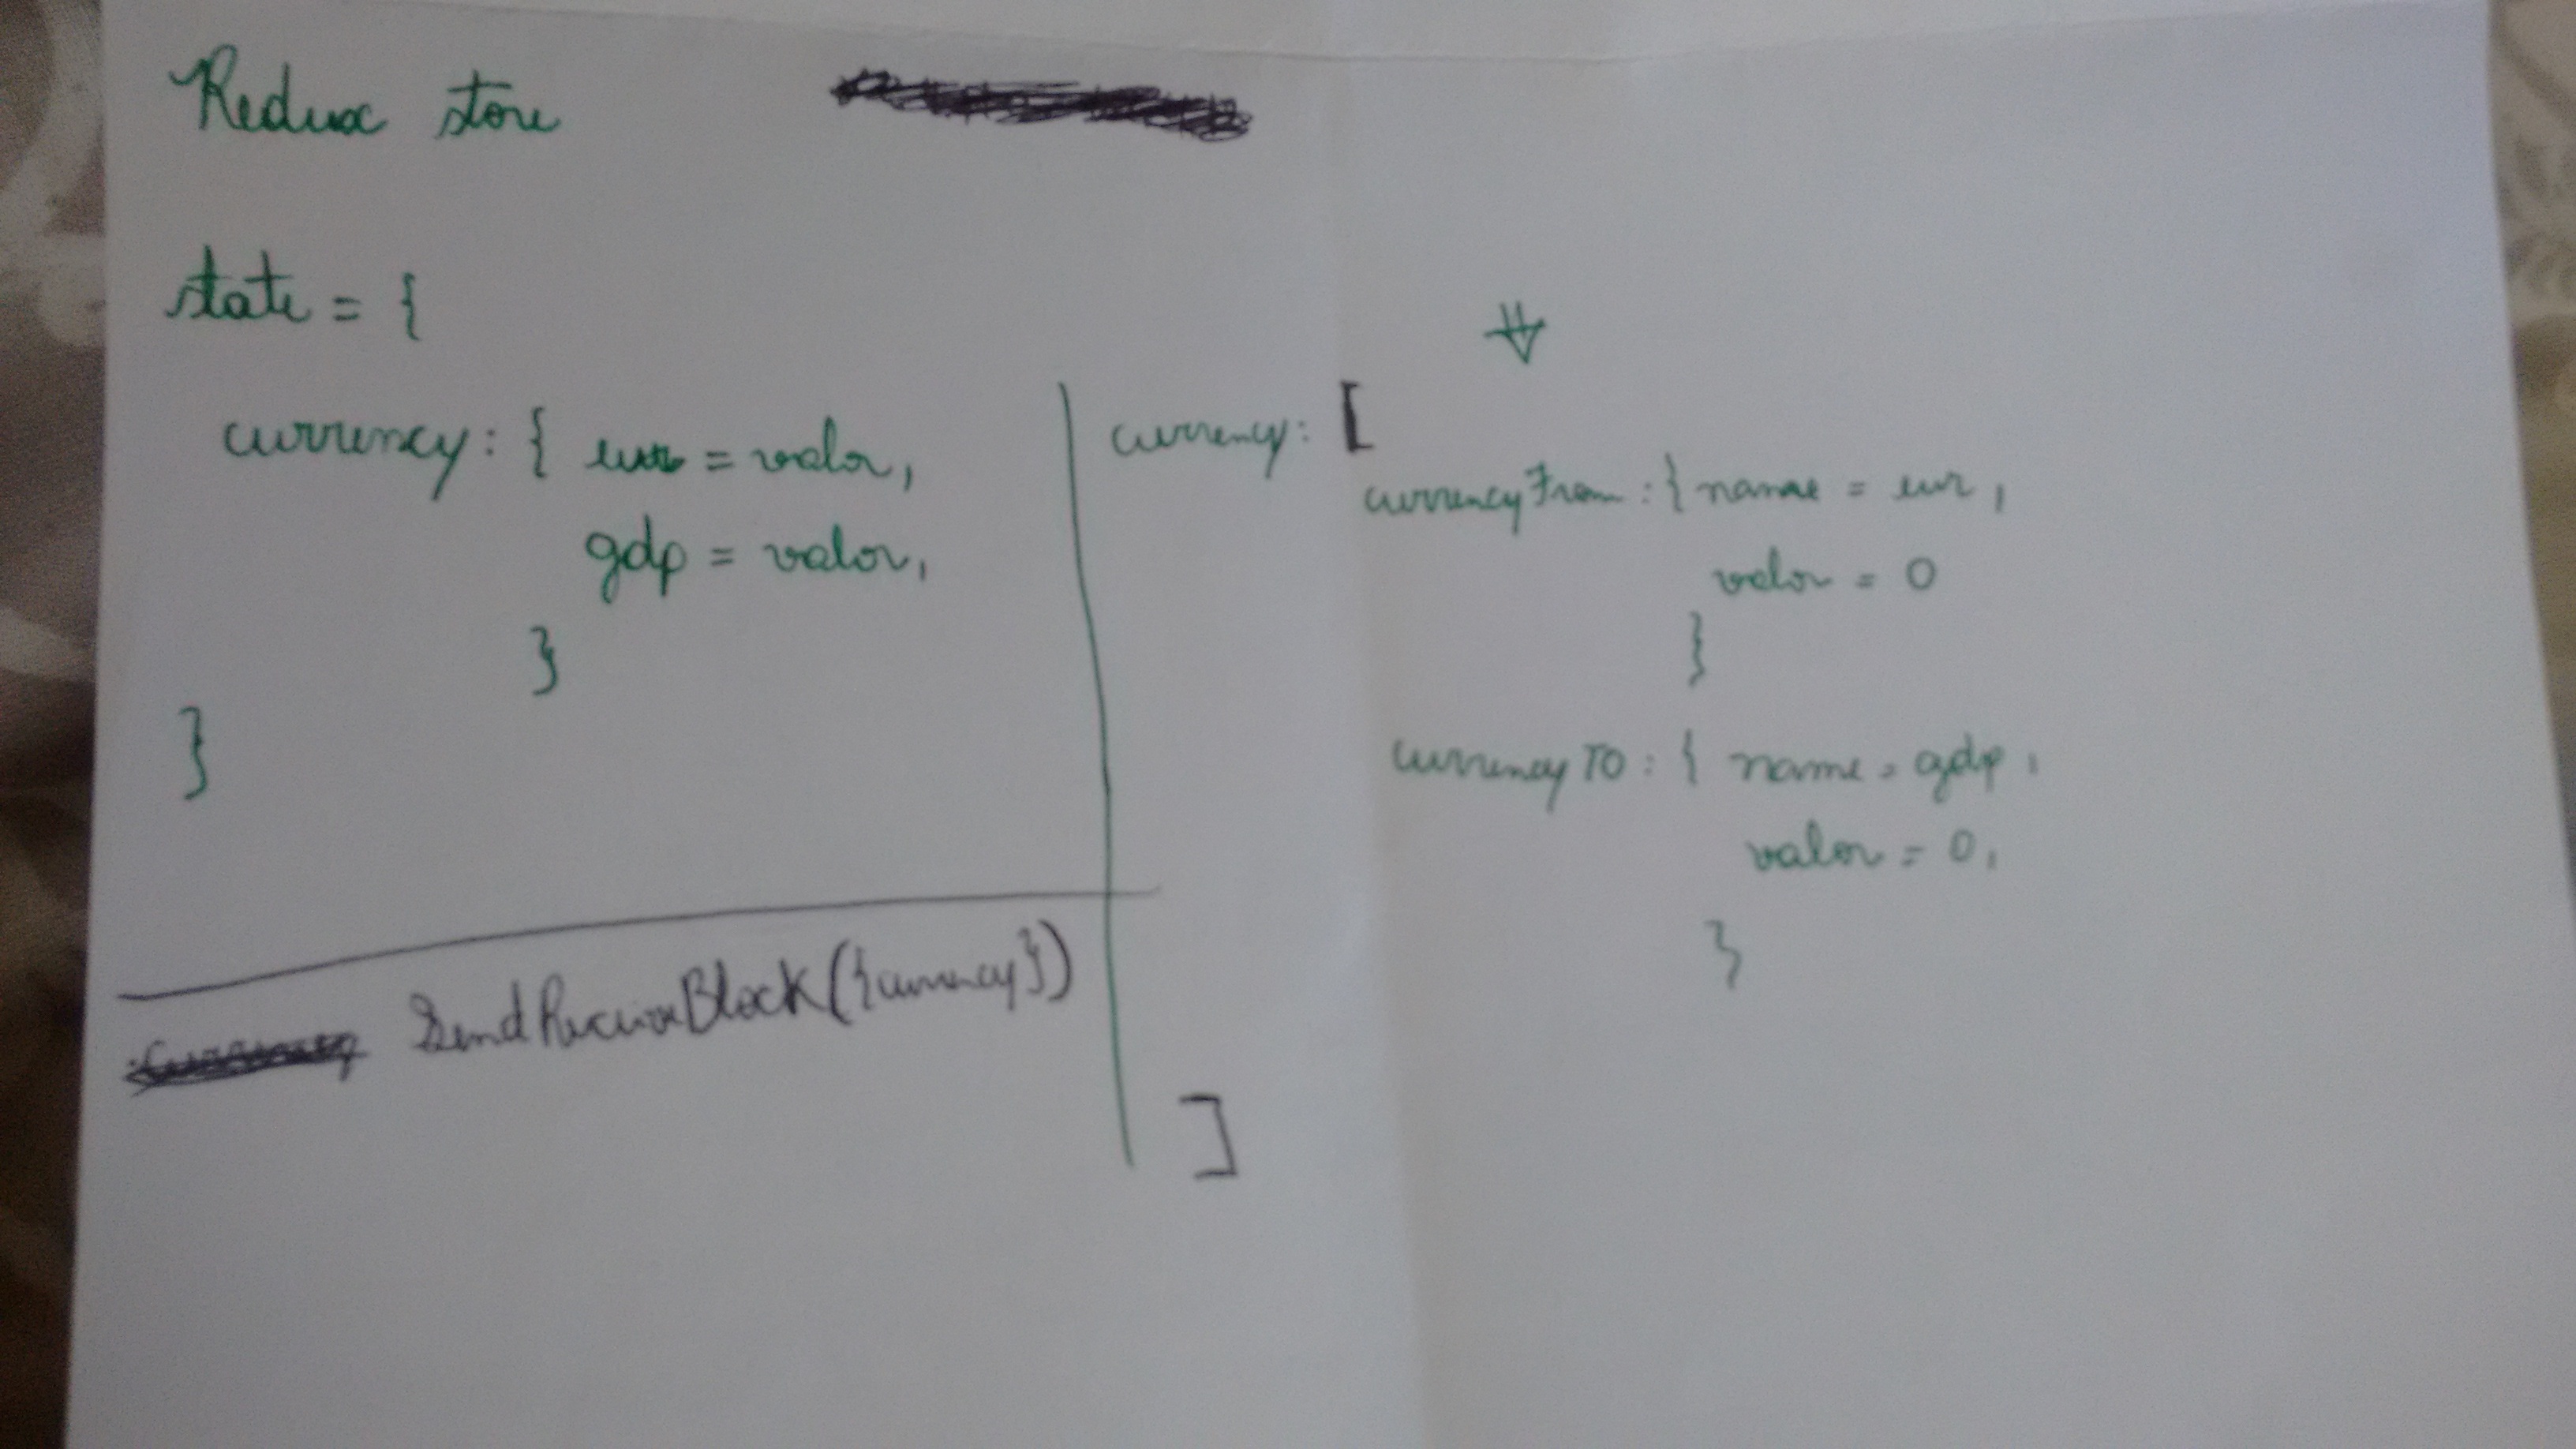 Redux store
state = {
currency: { eur = valor,
gdp = valor,
}
}
SendReceiveBlock({currency})
currency: [
currencyFrom: { name = eur,
valor = 0
}
currencyTO: { name = gdp,
valor = 0,
}
]